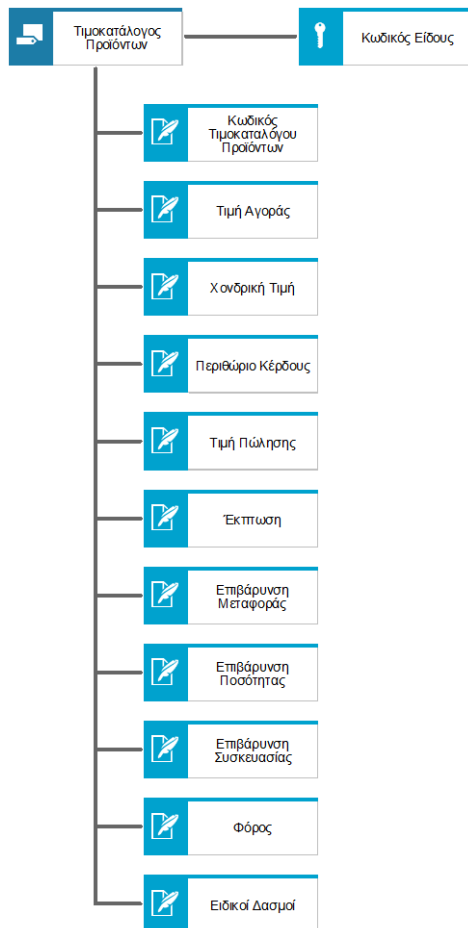 Τιμοκατάλογος
Προϊόντων
Κωδικός Είδους
Κωδικός
Τιμοκαταλόγου
Προϊόντων
Τιμή Αγοράς
Χονδρική Τιμή
Περιθώριο Κέρδους
Τιμή Πώλησης
Έκπτωση
Επιβάρυνση
Μεταφοράς
Επιβάρυνση
Ποσότητας
Επιβάρυνση
Συσκευασίας
Φόρος
Ειδικοί Δασμοί